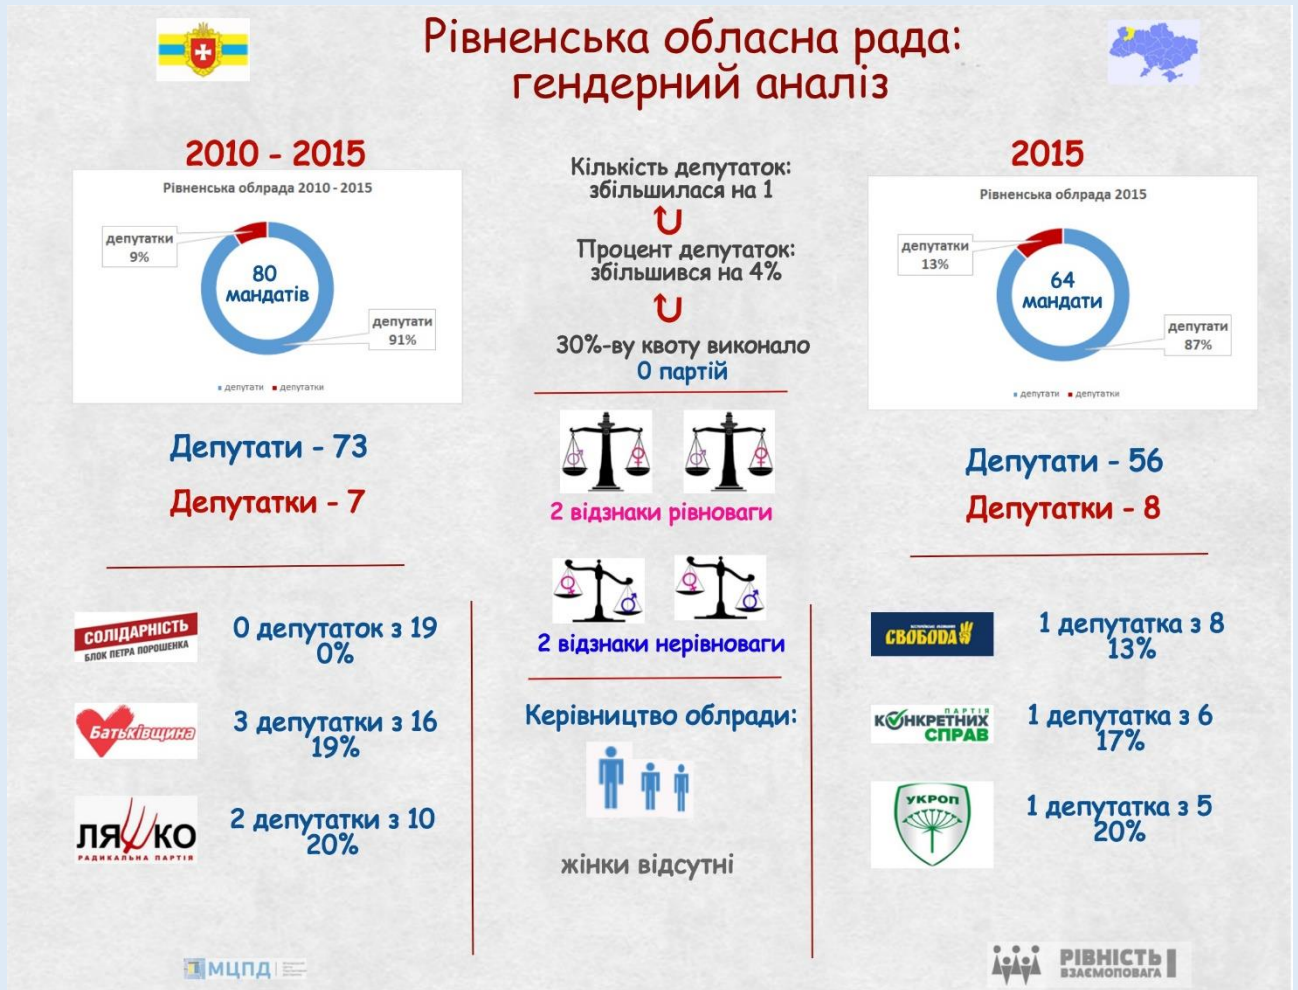 Рівненська обласна рада:
гендерний аналіз
2010 - 2015
Рівненська облрада 2010 - 2015
депутатки
9%
80
мандатів
депутати
91%
депутати депутатки
Депутати - 73
Депутатки - 7
Кількість депутаток:
збільшилася на 1
Процент депутаток:
збільшився на 4%
30%-ву квоту виконало
0 партій
2 відзнаки рівноваги
2 відзнаки нерівноваги
Керівництво облради:
жінки відсутні
2015
Рівненська облрада 2015
депутатки
13%
64
мандати
депутати
87%
депутати депутатки
Депутати - 56
Депутатки - 8
СОЛІДАРНІСТЬ
БЛОК ПЕТРА ПОРОШЕНКА
0 депутаток з 19
0%
Батьківщина
3 депутатки з 16
19%
ЛЯШКО
РАДИКАЛЬНА ПАРТІЯ
2 депутатки з 10
20%
СВОБОДА
1 депутатка з 8
13%
ПАРТІЯ
КОНКРЕТНИХ
СПРАВ
1 депутатка з 6
17%
УКРОП
1 депутатка з 5
20%
МЦПД
РІВНІСТЬ
ВЗАЄМОПОВАГА